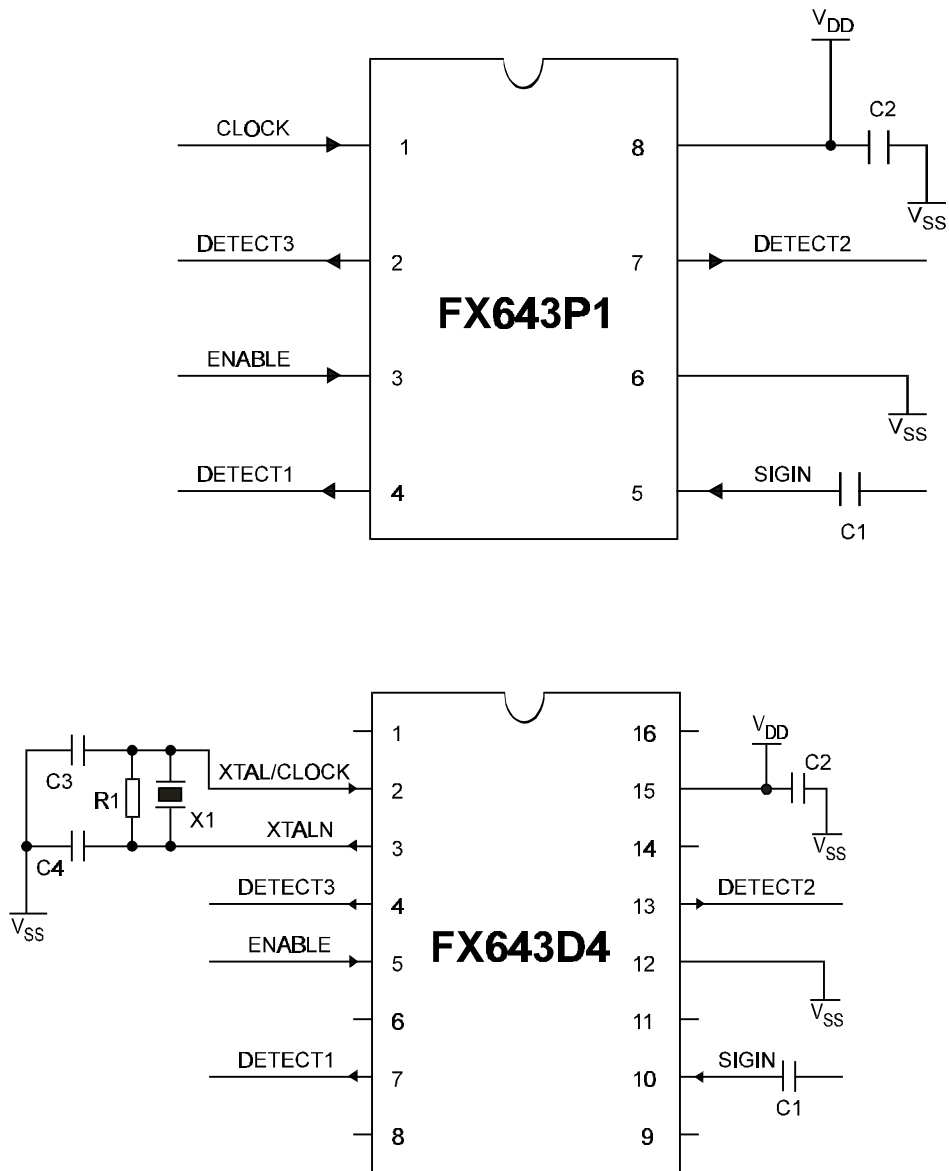 VDD
C2
CLOCK
1
8
VSS
DETECT3
2
7
DETECT2
FX643P1
ENABLE
3
6
VSS
DETECT1
4
5
SIGIN
C1
1
16
VDD
C2
C3
XTAL/CLOCK
2
15
R1
X1
XTALN
3
14
VSS
C4
DETECT3
4
13
DETECT2
VSS
FX643D4
ENABLE
5
12
VSS
6
11
DETECT1
7
10
SIGIN
C1
8
9